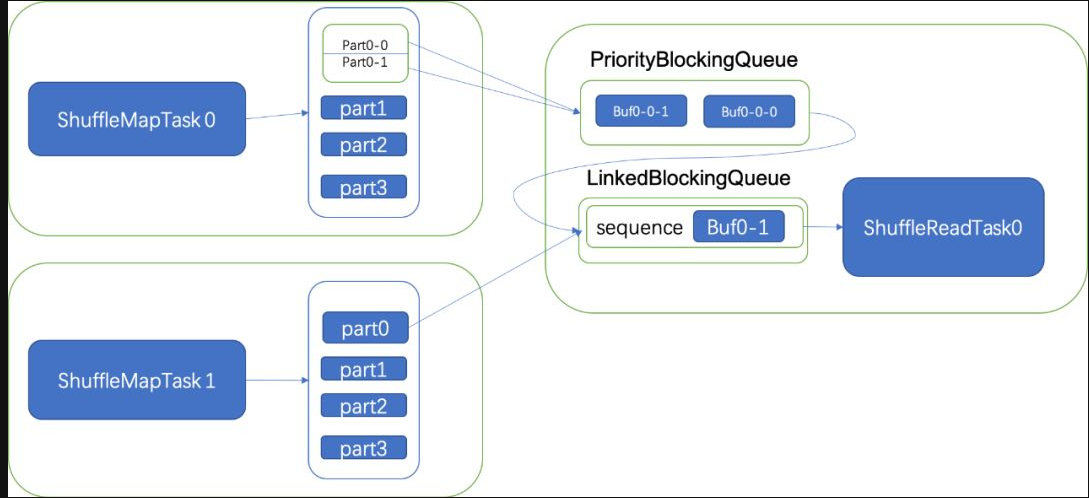 ShuffleMapTask 0
Part0-0
Part0-1
part1
part2
part3
PriorityBlockingQueue
Buf0-0-1
Buf0-0-0
LinkedBlockingQueue
sequence
Buf0-1
ShuffleReadTask0
ShuffleMapTask 1
part0
part1
part2
part3